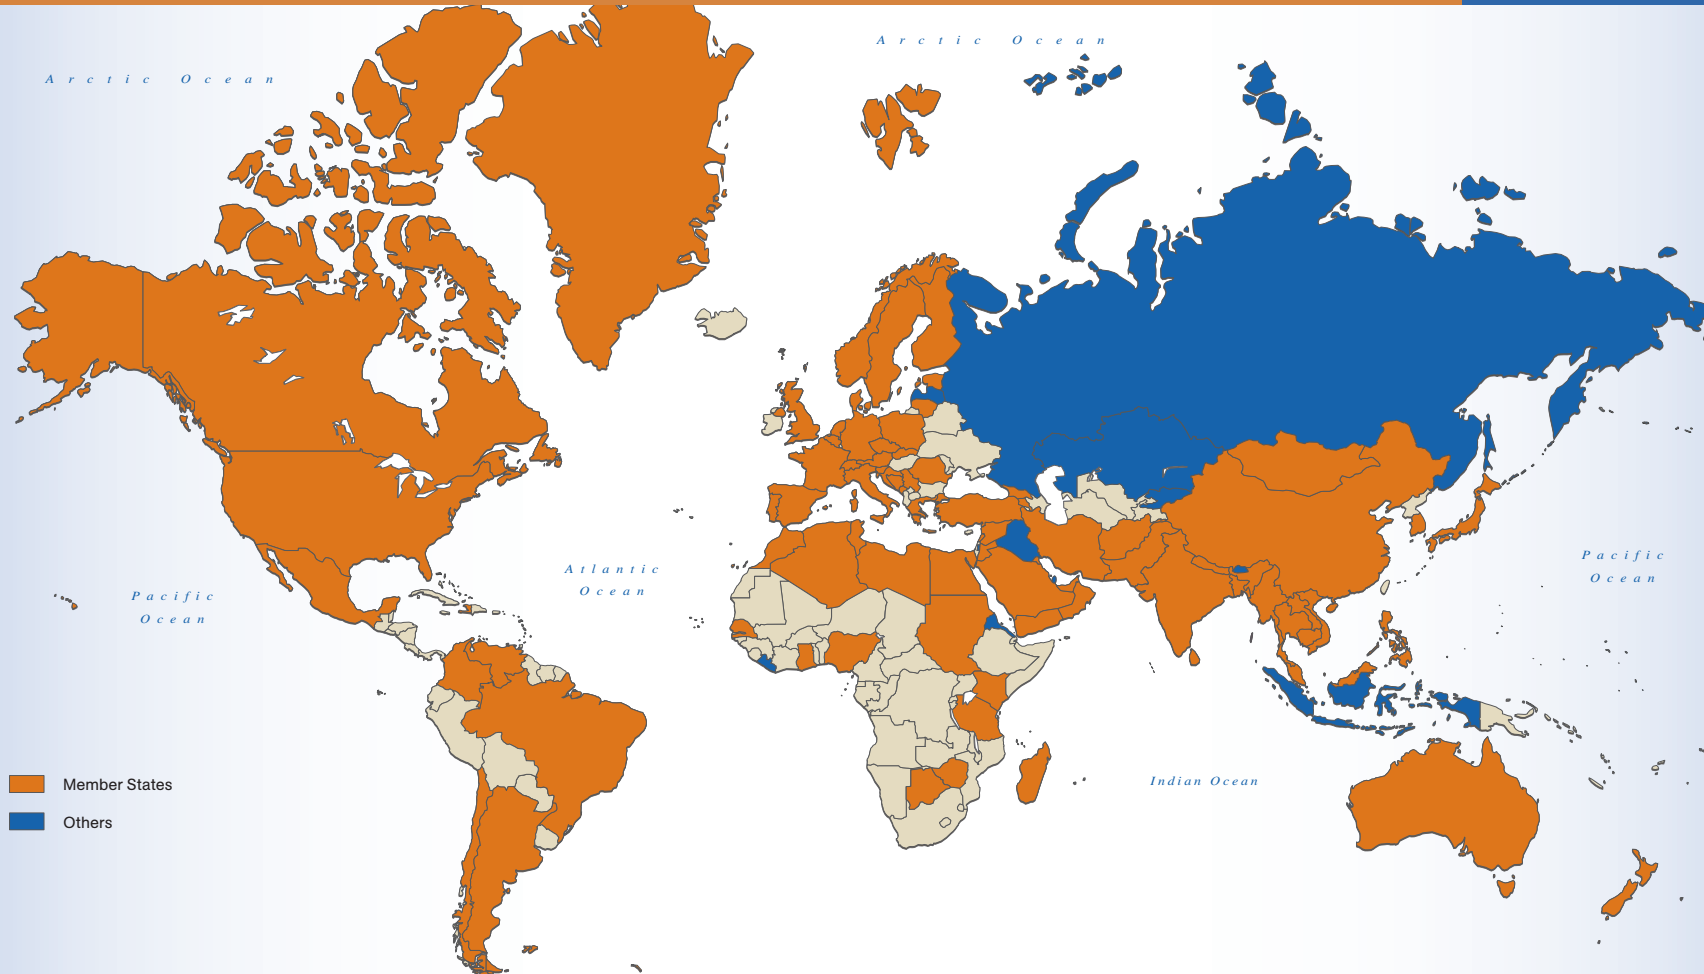 Arctic Ocean
Arctic Ocean
Atlantic
Ocean
Pacific
Ocean
Pacific
Ocean
Indian Ocean
Member States
Others